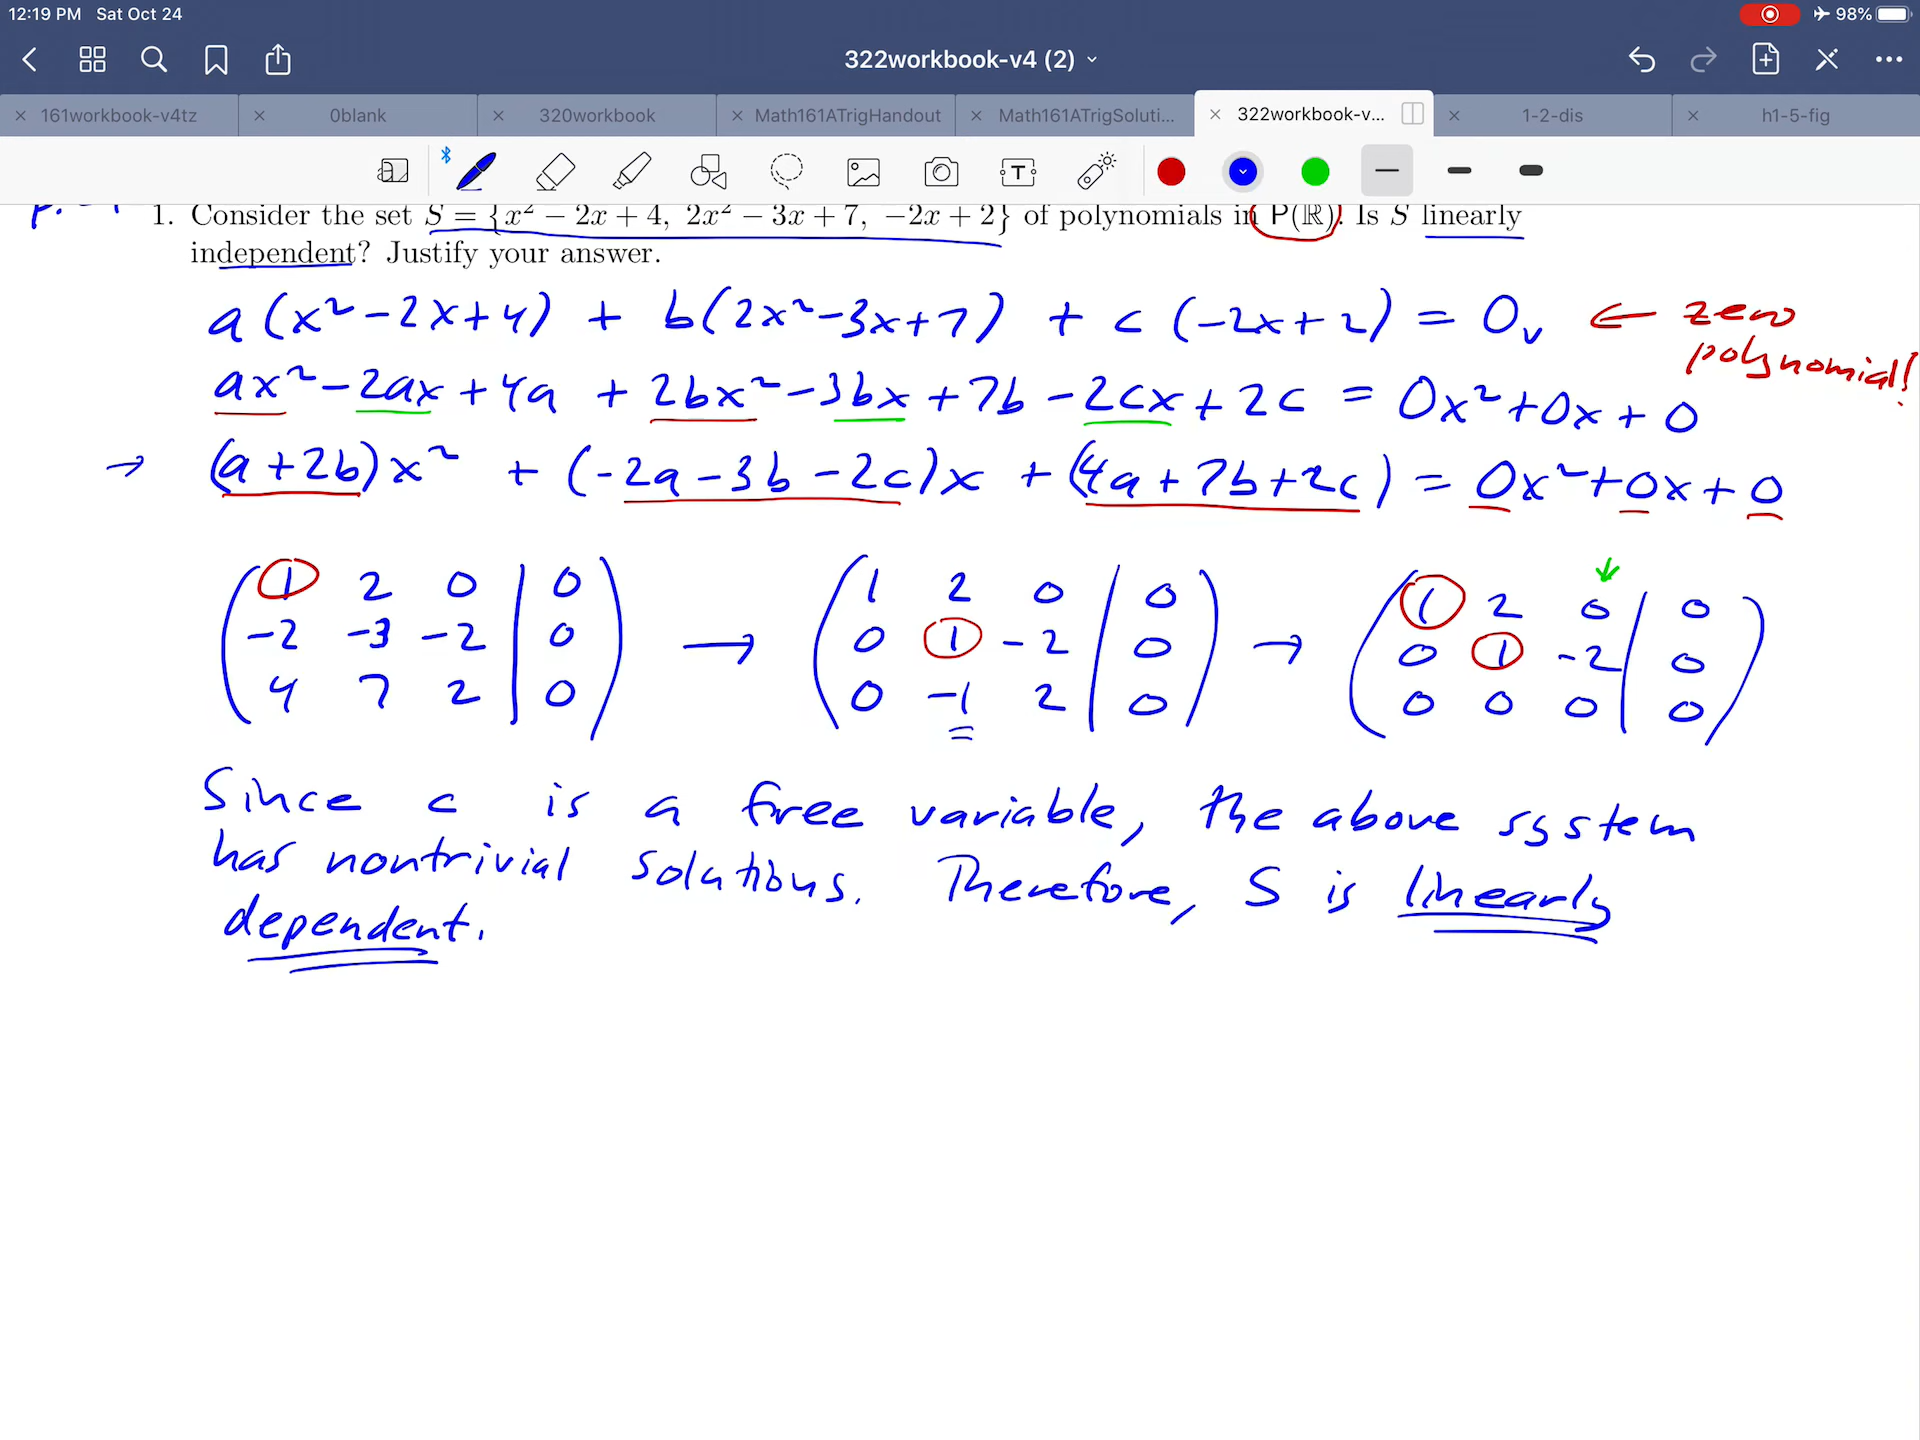 12:19 PM Sat Oct 24 98%
322workbook-v4 (2)
161workbook-v4tz 0blank 320workbook Math161ATrigHandout Math161ATrigSoluti... 322workbook-v... 1-2-dis h1-5-fig
1. Consider the set S = {x² − 2x + 4, 2x² − 3x + 7, −2x + 2} of polynomials in P(ℝ). Is S linearly
independent? Justify your answer.
a(x²-2x+4) + b(2x²-3x+7) + c(-2x+2) = 0ᵥ ← zero
polynomial!
ax²-2ax+4a + 2bx²-3bx+7b-2cx+2c = 0x²+0x+0
→ (a+2b)x² + (-2a-3b-2c)x + (4a+7b+2c) = 0x²+0x+0
( 1 2 0 | 0 ) ( 1 2 0 | 0 ) ( 1 2 0 | 0 )
( -2 -3 -2 | 0 ) → ( 0 1 -2 | 0 ) → ( 0 1 -2 | 0 )
( 4 7 2 | 0 ) ( 0 -1 2 | 0 ) ( 0 0 0 | 0 )
Since c is a free variable, the above system
has nontrivial solutions. Therefore, S is linearly
dependent.